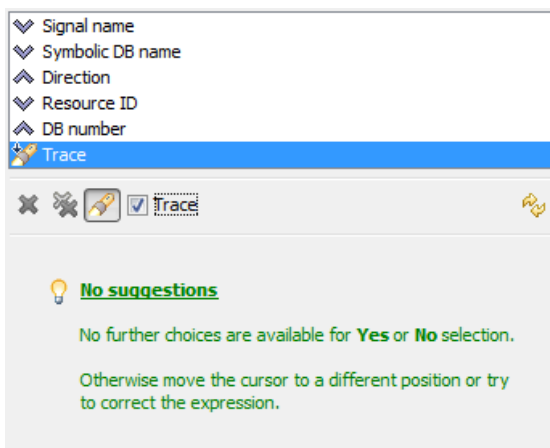 Signal name
Symbolic DB name
Direction
Resource ID
DB number
Trace
Trace
No suggestions
No further choices are available for Yes or No selection.
Otherwise move the cursor to a different position or try
to correct the expression.